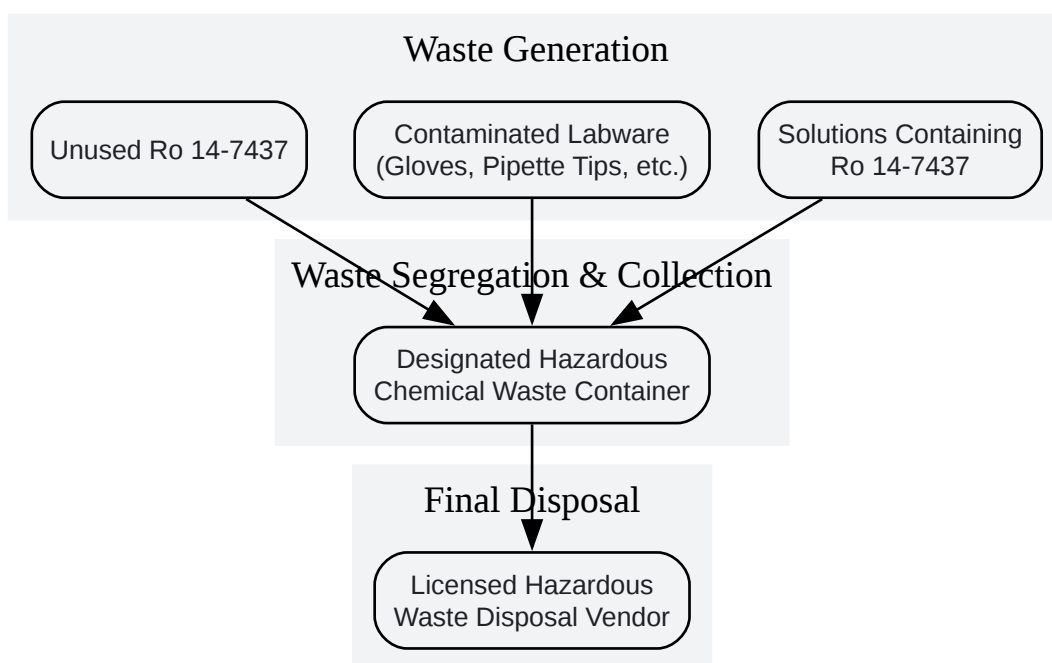 Waste Generation
Unused Ro 14-7437
Contaminated Labware
(Gloves, Pipette Tips, etc.)
Solutions Containing
Ro 14-7437
Waste Segregation & Collection
Designated Hazardous
Chemical Waste Container
Final Disposal
Licensed Hazardous
Waste Disposal Vendor